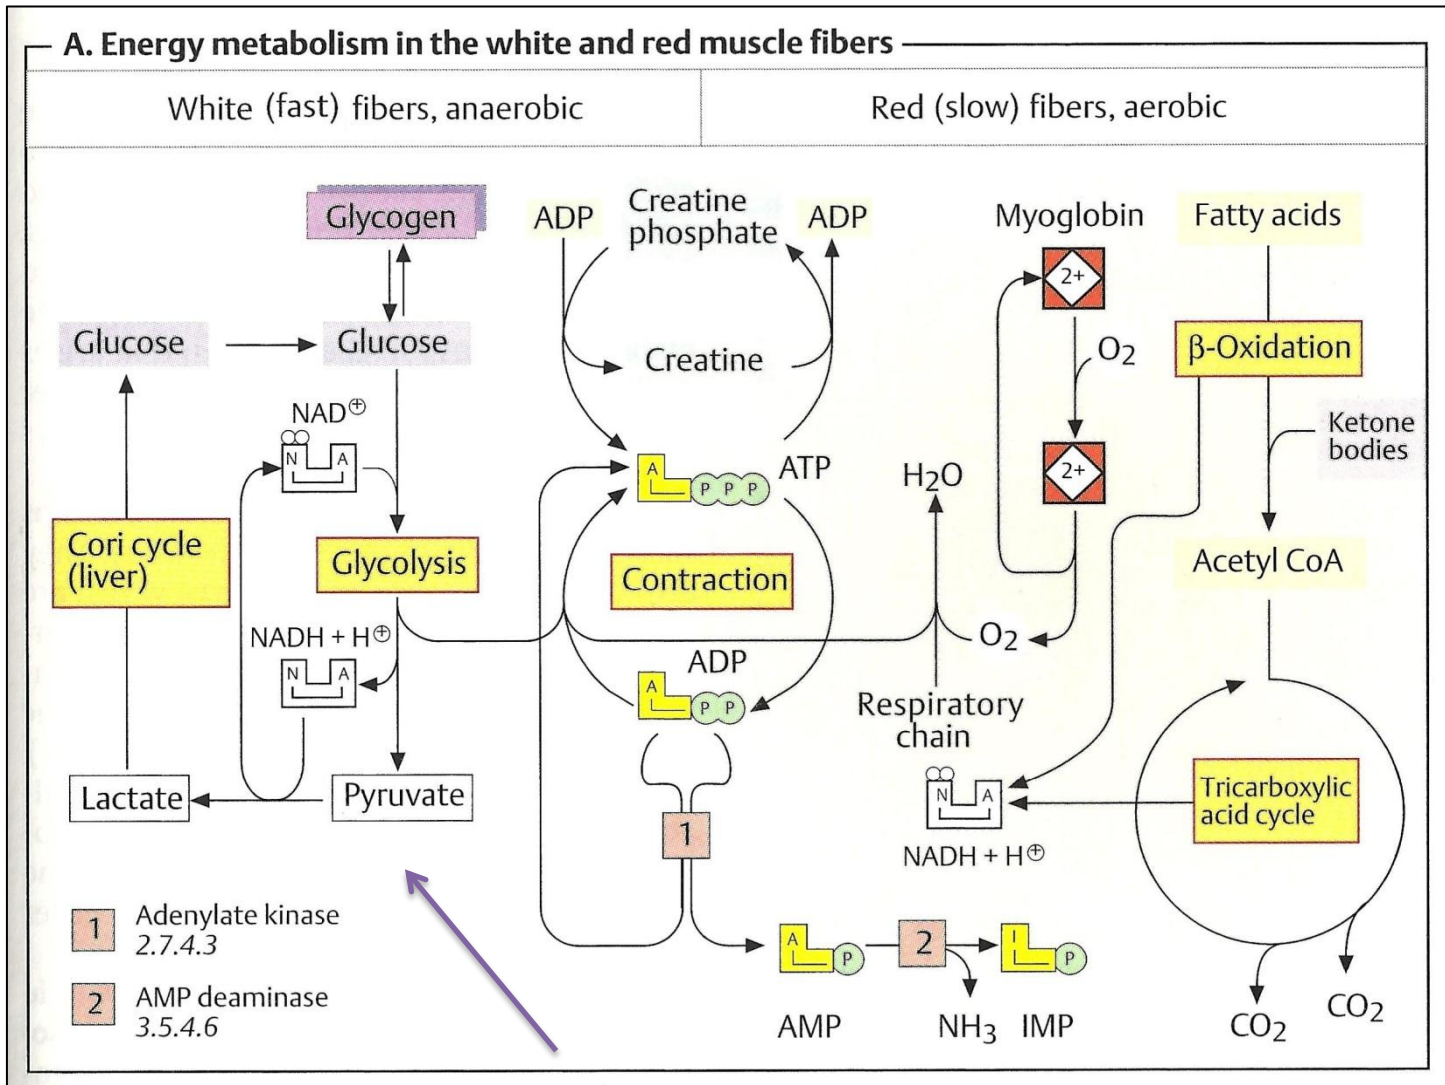 A. Energy metabolism in the white and red muscle fibers
White (fast) fibers, anaerobic
Red (slow) fibers, aerobic
Glycogen
ADP
Creatine
phosphate
ADP
Myoglobin
Fatty acids
2+
Glucose
Glucose
Creatine
O2
β-Oxidation
NAD⊕
N A
Ketone
bodies
A
P P P
ATP
H2O
2+
Cori cycle
(liver)
Glycolysis
Contraction
Acetyl CoA
NADH + H⊕
N A
ADP
A
P P
O2
Respiratory
chain
Lactate
Pyruvate
N A
NADH + H⊕
Tricarboxylic
acid cycle
1
1 Adenylate kinase
2.7.4.3
2 AMP deaminase
3.5.4.6
A
P
2
I
P
AMP
NH3
IMP
CO2
CO2